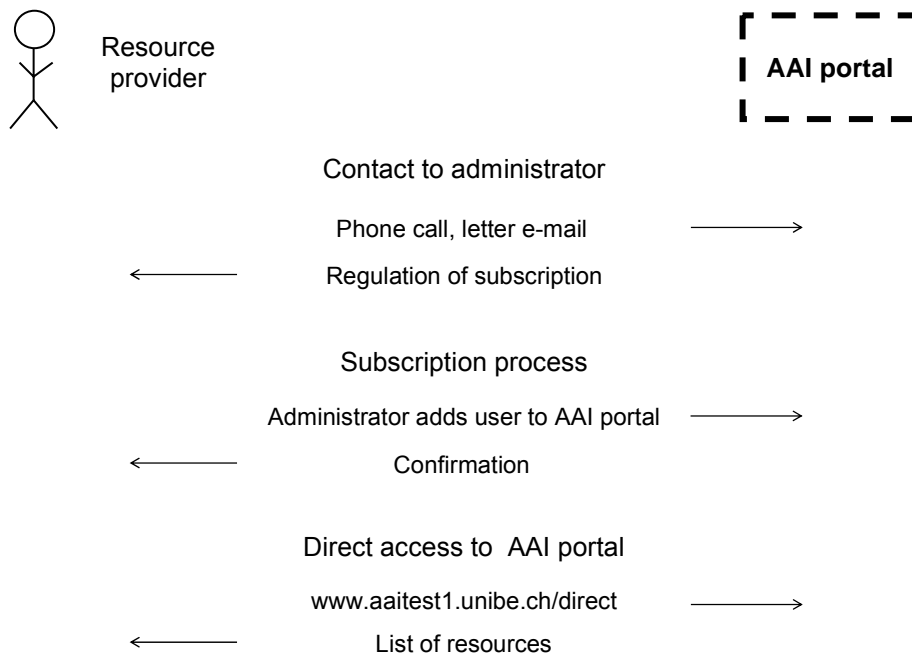 Resource
provider
AAI portal
Contact to administrator
Phone call, letter e-mail
Regulation of subscription
Subscription process
Administrator adds user to AAI portal
Confirmation
Direct access to  AAI portal
www.aaitest1.unibe.ch/direct
List of resources